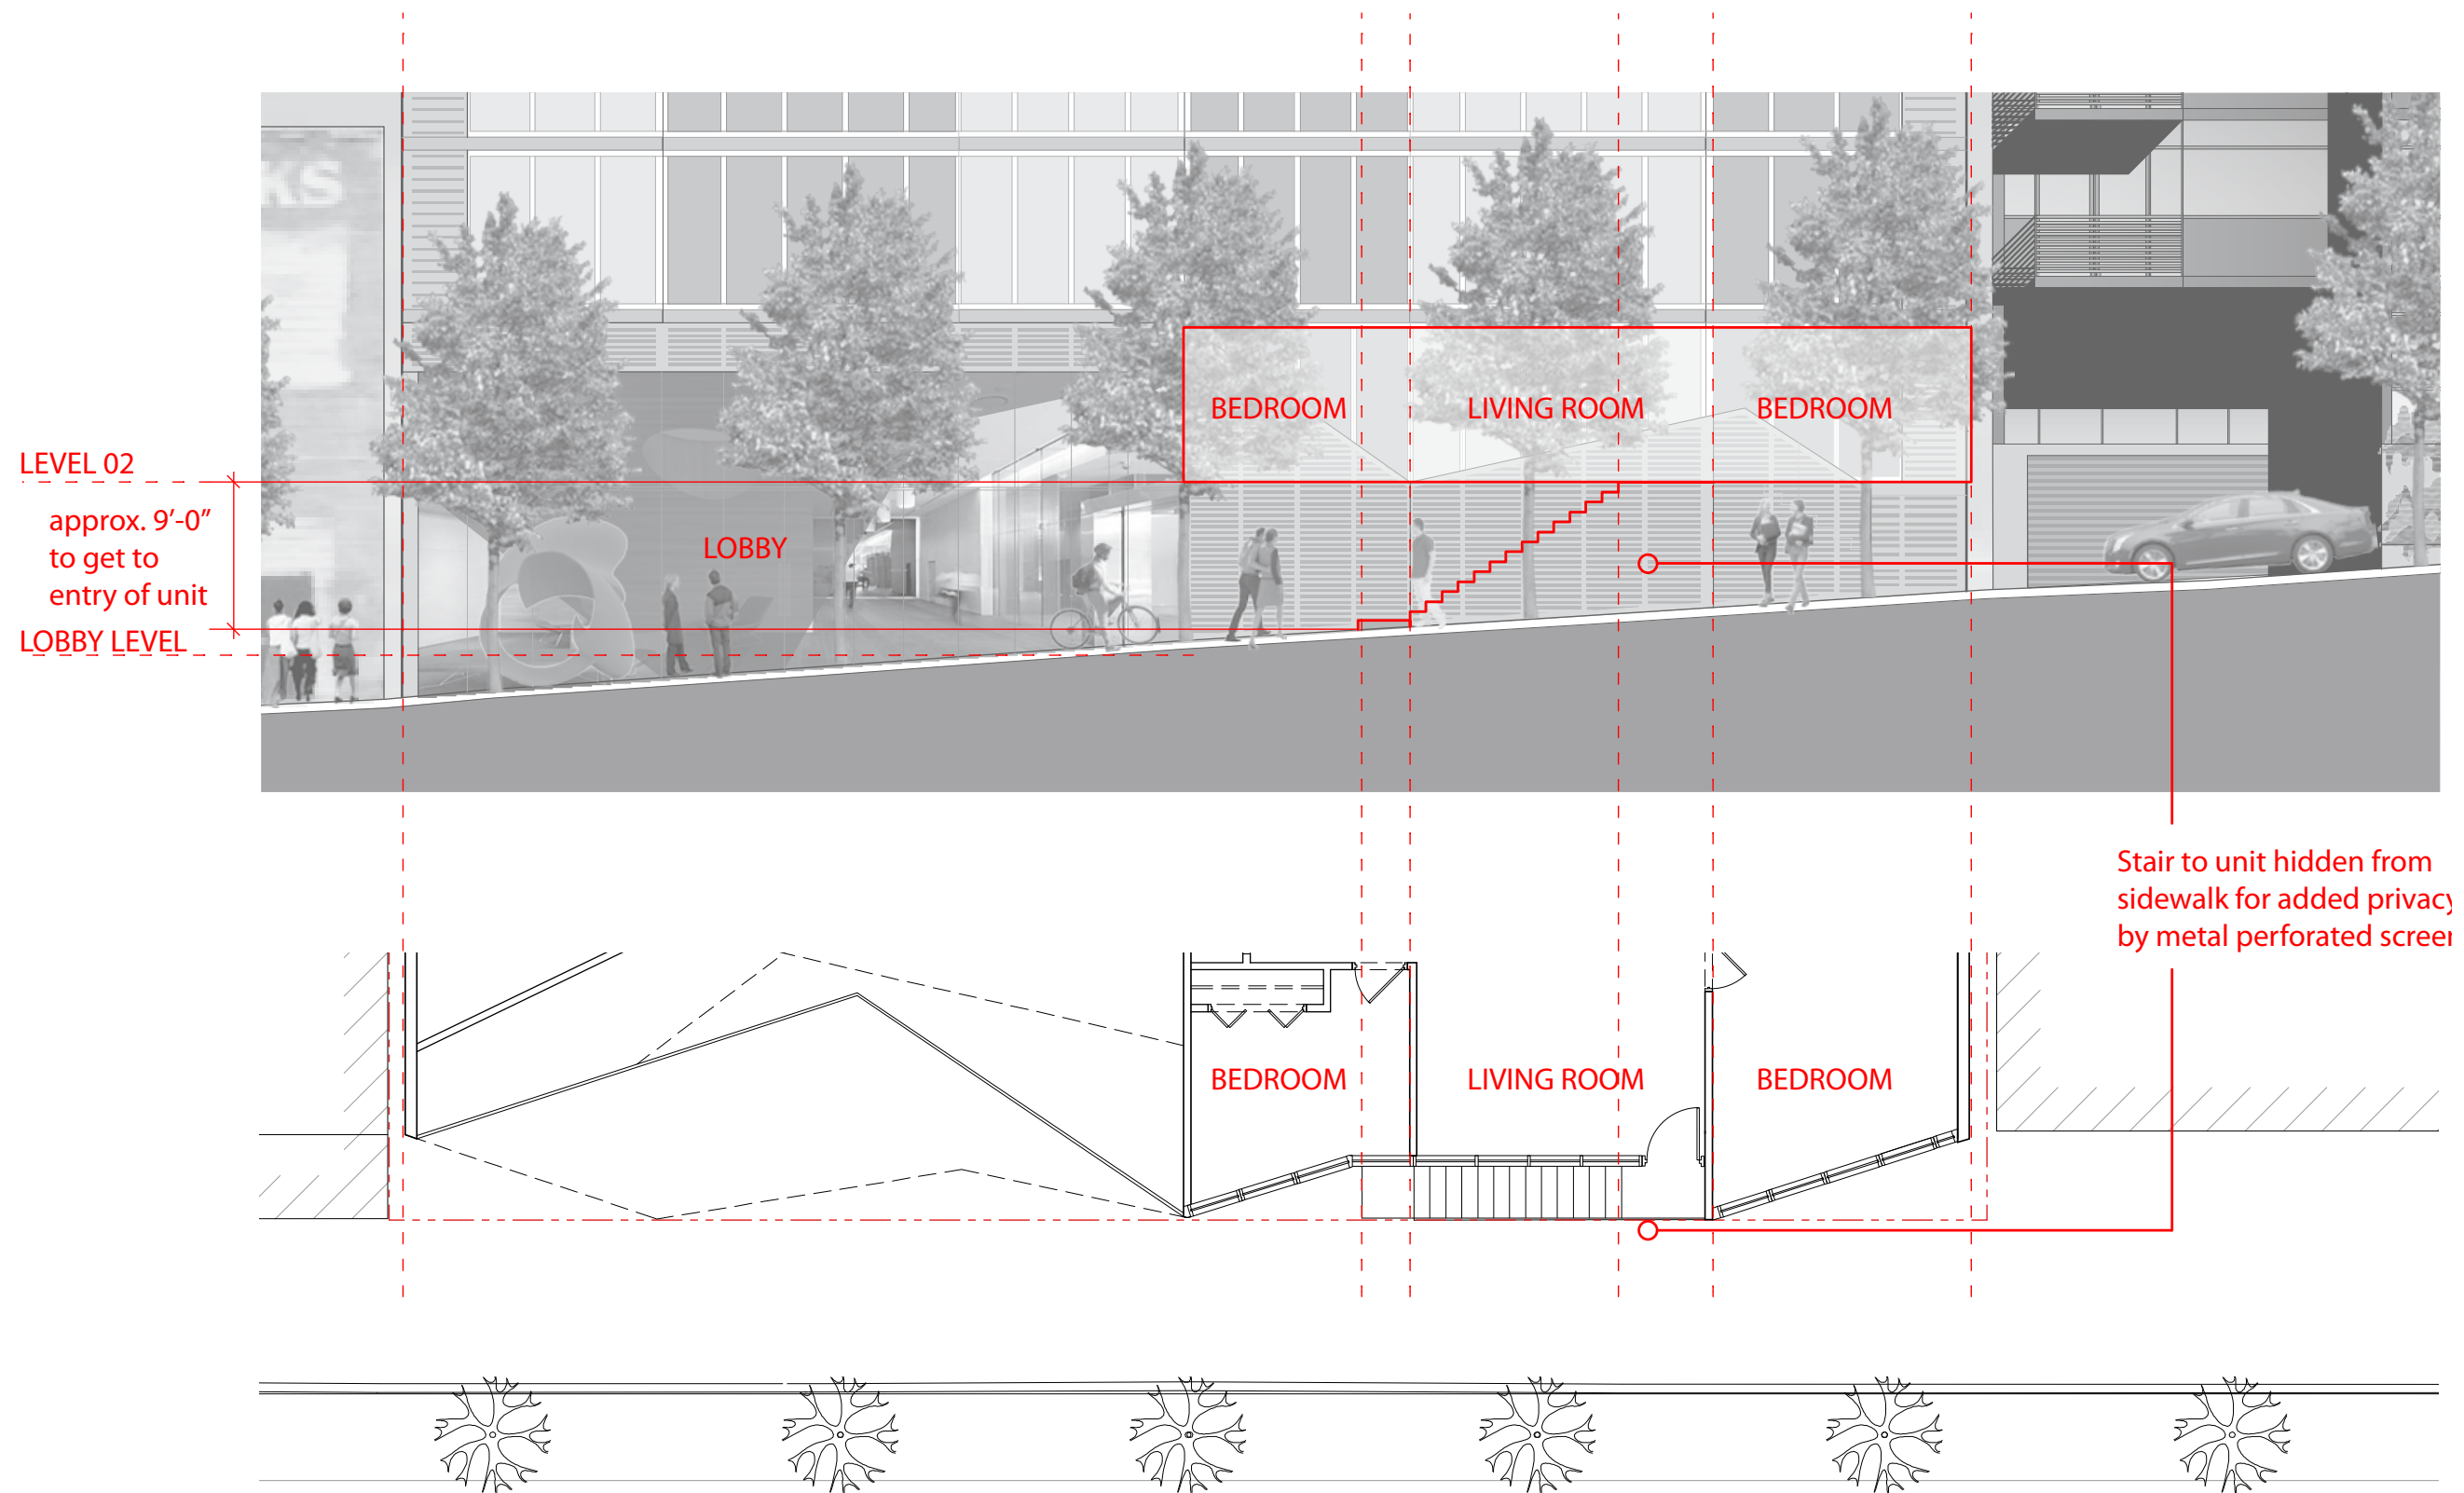 KS
BEDROOM
LIVING ROOM
BEDROOM
LEVEL 02
approx. 9’-0”
to get to
entry of unit
LOBBY
LOBBY LEVEL
Stair to unit hidden from
sidewalk for added privacy
by metal perforated screen
BEDROOM
LIVING ROOM
BEDROOM